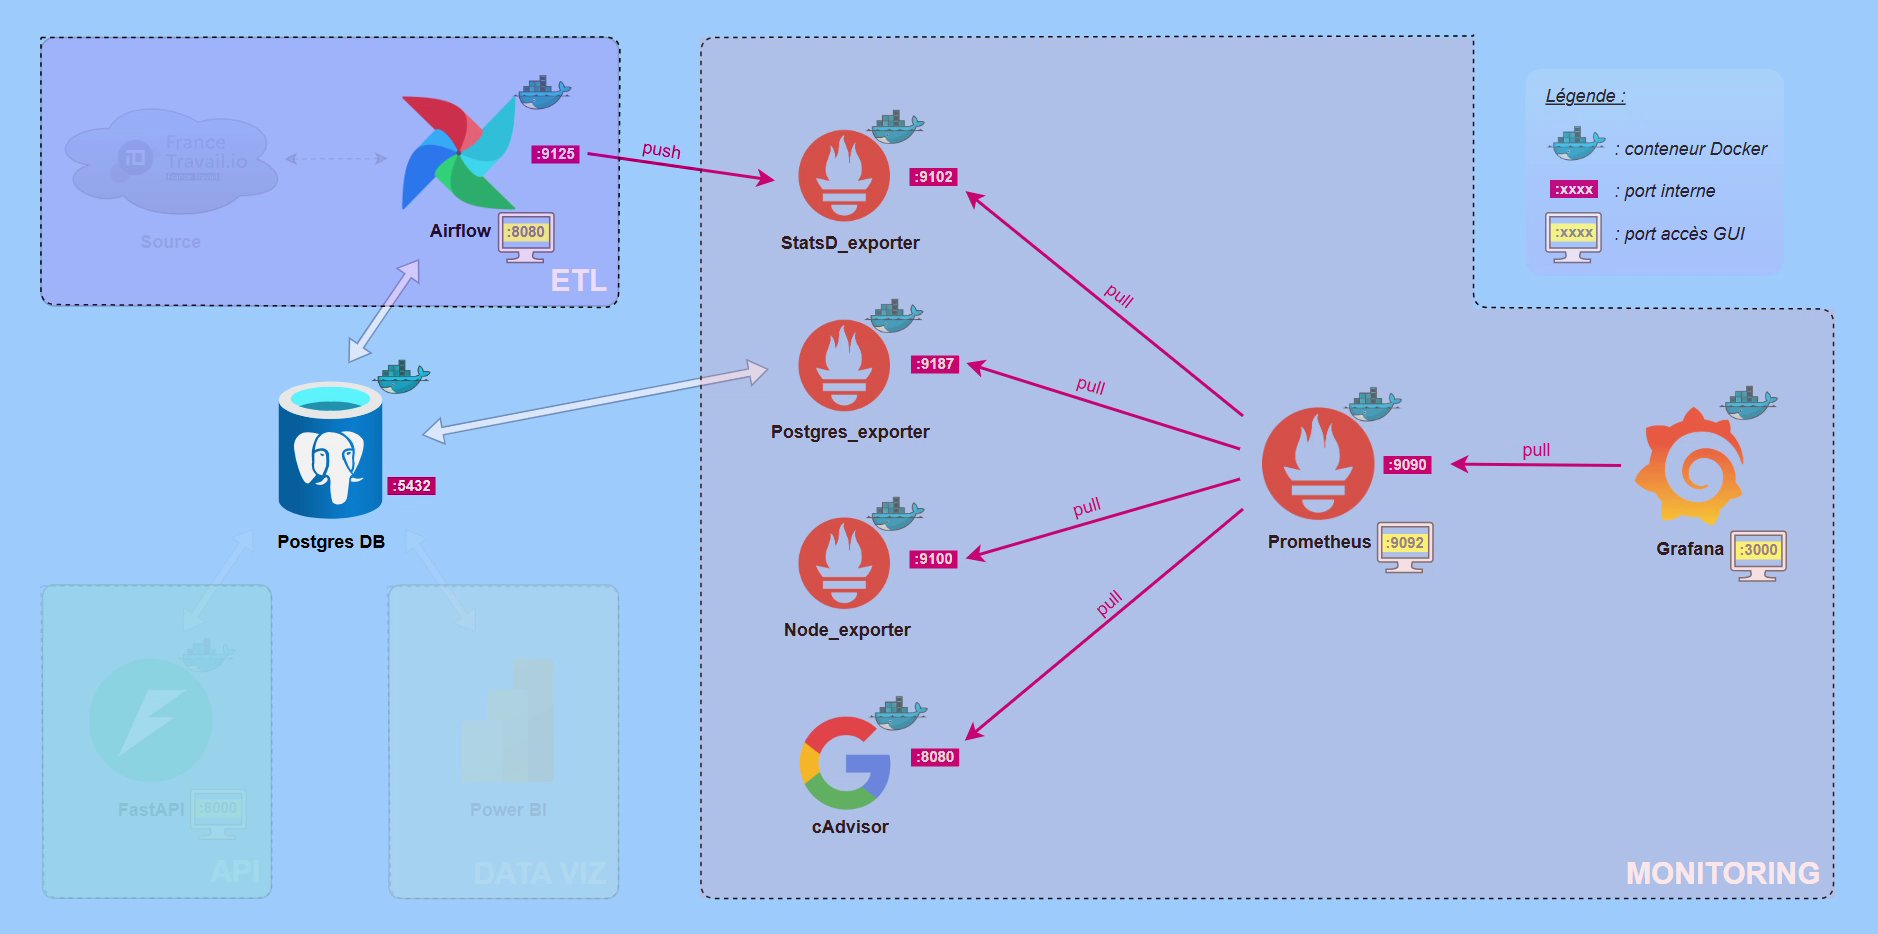 France
Travail.io
Source
:9125
Airflow
:8080
ETL
push
:9102
StatsD_exporter
pull
:9187
Postgres_exporter
pull
:9100
Node_exporter
pull
:8080
cAdvisor
pull
:9090
Prometheus
:9092
pull
Grafana
:3000
MONITORING
Légende :
: conteneur Docker
:xxxx
: port interne
:xxxx
: port accès GUI
:5432
Postgres DB
FastAPI
:8000
API
Power BI
DATA VIZ